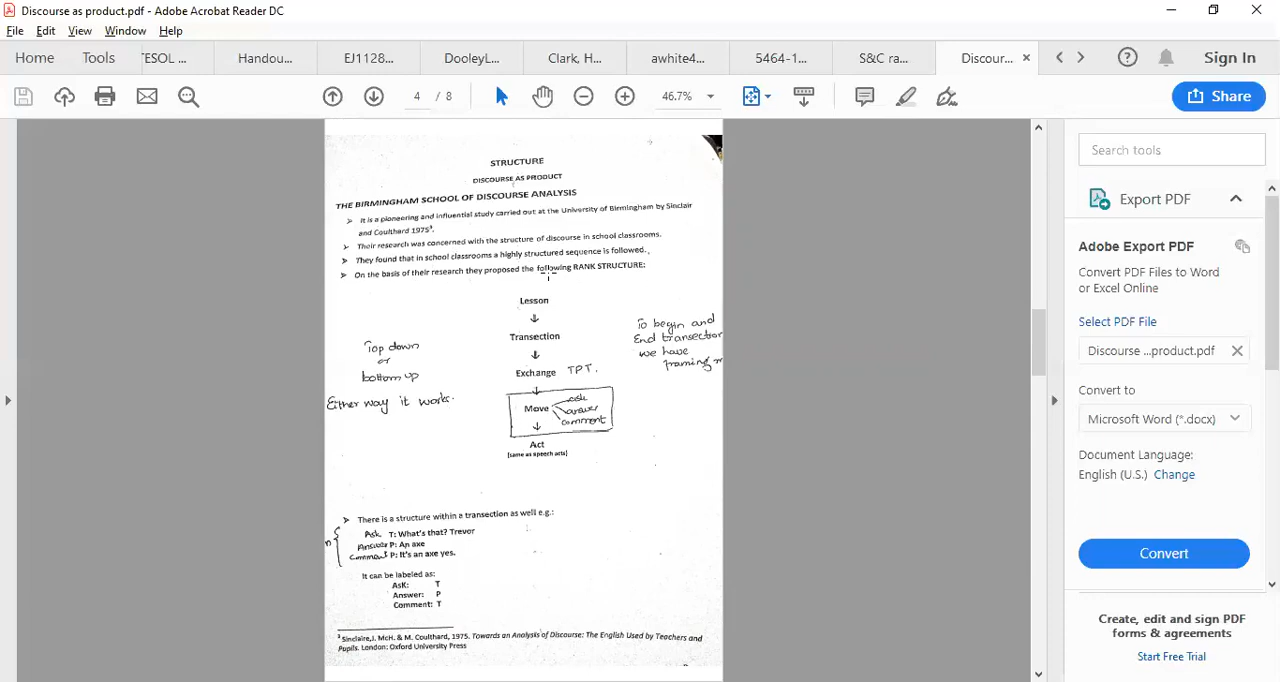 Discourse as product.pdf - Adobe Acrobat Reader DC
File Edit View Window Help
Home Tools TESOL ... Handou... EJ1128... DooleyL... Clark, H... awhite4... 5464-1... S&C ra... Discour... Sign In
4 / 8 46.7% Share
STRUCTURE
DISCOURSE AS PRODUCT
THE BIRMINGHAM SCHOOL OF DISCOURSE ANALYSIS
➢ It is a pioneering and influential study carried out at the University of Birmingham by Sinclair
and Coulthard 1975³.
➢ Their research was concerned with the structure of discourse in school classrooms.
➢ They found that in school classrooms a highly structured sequence is followed.
➢ On the basis of their research they proposed the following RANK STRUCTURE:
Lesson
↓
Transection
↓
Exchange TPT.
↓
Move ask
answer
comment
↓
Act
(same as speech acts)
Top down
or
bottom up
Either way it works.
To begin and
End transection
we have
framing m
➢ There is a structure within a transection as well e.g.:
Ask T: What's that? Trevor
Answer P: An axe
Comment P: It's an axe yes.
It can be labeled as:
AsK: T
Answer: P
Comment: T
³ Sinclaire,J. McH. & M. Coulthard, 1975. Towards an Analysis of Discourse: The English Used by Teachers and
Pupils. London: Oxford University Press
Search tools
Export PDF
Adobe Export PDF
Convert PDF Files to Word
or Excel Online
Select PDF File
Discourse ...product.pdf
Convert to
Microsoft Word (*.docx)
Document Language:
English (U.S.) Change
Convert
Create, edit and sign PDF
forms & agreements
Start Free Trial